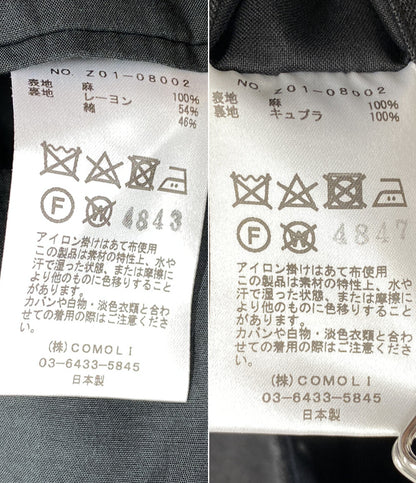 NO. Z01-08002
表地 麻 100%
裏地 レーヨン 54%
綿 46%
F W 4843
アイロン掛けはあて布使用
この製品は素材の特性上、水や
汗で湿った状態、または摩擦に
より他のものに色移りすることが
あります。
カバンや白物・淡色衣類と合わ
せての着用の際はご注意くださ
い。
(株) COMOLI
03-6433-5845
日本製
NO. Z01-08002
表地 麻 100%
裏地 キュプラ 100%
F W 4847
アイロン掛けはあて布使用
この製品は素材の特性上、水や
汗で湿った状態、または摩擦に
より他のものに色移りすることが
あります。
カバンや白物・淡色衣類と合わ
せての着用の際はご注意くださ
い。
(株) COMOLI
03-6433-5845
日本製